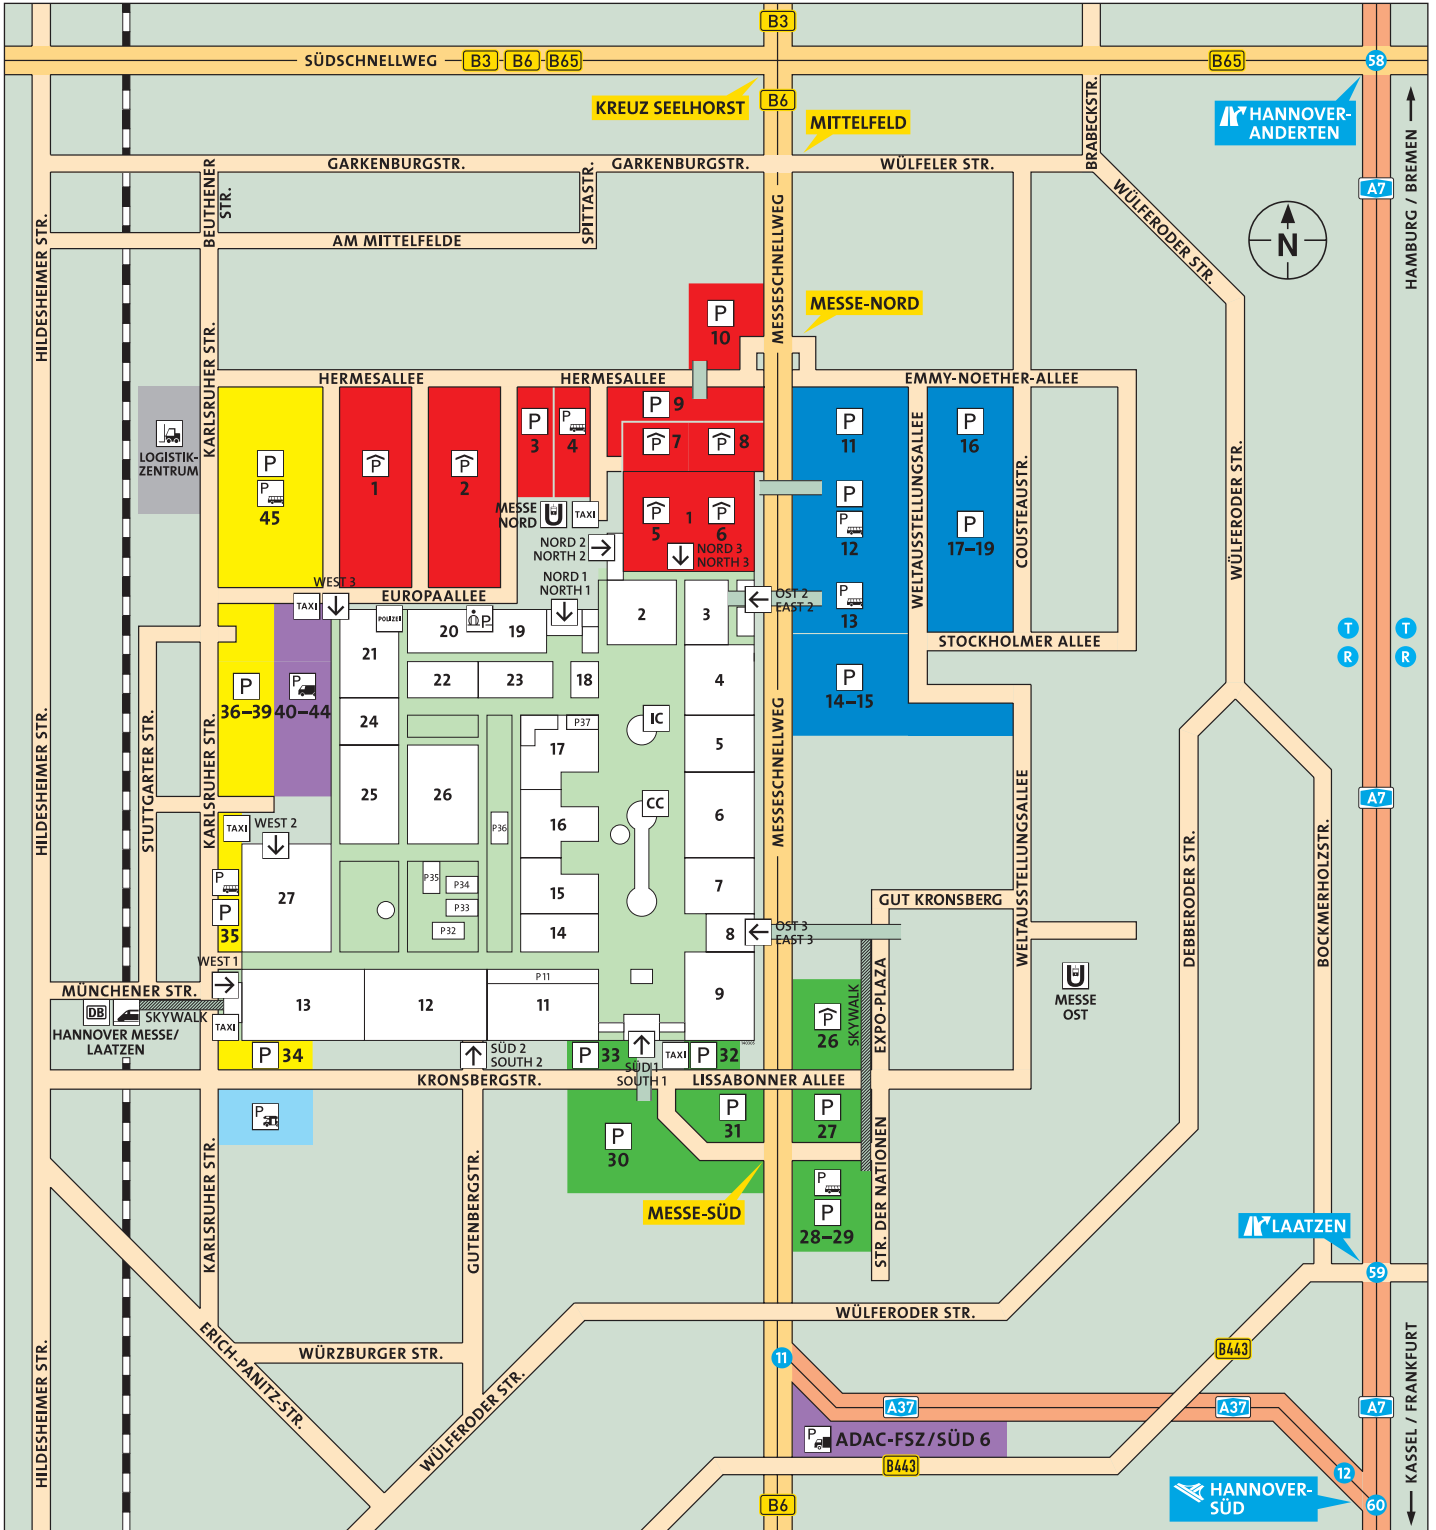 B3
SÜDSCHNELLWEG
B3
B6
B65
B65
58
KREUZ SEELHORST
B6
MITTELFELD
HANNOVER-
ANDERTEN
HAMBURG / BREMEN
BRABECKSTR.
GARKENBURGSTR.
GARKENBURGSTR.
WÜLFELER STR.
A7
BEUTHENER
STR.
SPITTASTR.
WÜLFERODER STR.
HILDESHEIMER STR.
AM MITTELFELDE
MESSESCHNELLWEG
N
MESSE-NORD
P
10
KARLSRUHER STR.
HERMESALLEE
HERMESALLEE
EMMY-NOETHER-ALLEE
P
9
P
3
P
4
P
7
P
8
P
11
P
16
LOGISTIK-
ZENTRUM
P
P
45
P
1
P
2
MESSE
NORD
U
TAXI
P
5
1
P
6
P
P
12
P
17–19
WELTAUSSTELLUNGSALLEE
COUSTEAUSTR.
WÜLFERODER STR.
NORD 2
NORTH 2
NORD 3
NORTH 3
NORD 1
NORTH 1
WEST 3
EUROPAALLEE
TAXI
POLIZEI
20
P
19
2
3
OST 2
EAST 2
P
13
STOCKHOLMER ALLEE
T
T
R
R
21
22
23
18
4
P
14–15
P
36–39
P
40–44
24
17
P37
IC
5
HILDESHEIMER STR.
STUTTGARTER STR.
KARLSRUHER STR.
25
26
P36
16
CC
6
MESSESCHNELLWEG
WELTAUSSTELLUNGSALLEE
DEBBERODER STR.
BOCKMERHOLZSTR.
A7
TAXI
WEST 2
27
P
P
35
P35
P34
P33
P32
15
14
7
8
OST 3
EAST 3
GUT KRONSBERG
WEST 1
MÜNCHENER STR.
DB
SKYWALK
HANNOVER MESSE/
LAATZEN
TAXI
13
12
P11
11
9
P
26
SKYWALK
EXPO-PLAZA
U
MESSE
OST
P
34
SÜD 2
SOUTH 2
P
33
SÜD 1
SOUTH 1
TAXI
P
32
KRONSBERGSTR.
LISSABONNER ALLEE
P
P
30
P
31
P
27
KARLSRUHER STR.
GUTENBERGSTR.
MESSE-SÜD
P
P
28–29
STR. DER NATIONEN
LAATZEN
59
WÜLFERODER STR.
ERICH-PANITZ-STR.
WÜRZBURGER STR.
WÜLFERODER STR.
HILDESHEIMER STR.
11
B443
A37
A37
A7
KASSEL / FRANKFURT
P
ADAC-FSZ/SÜD 6
B443
12
HANNOVER-
SÜD
60
B6